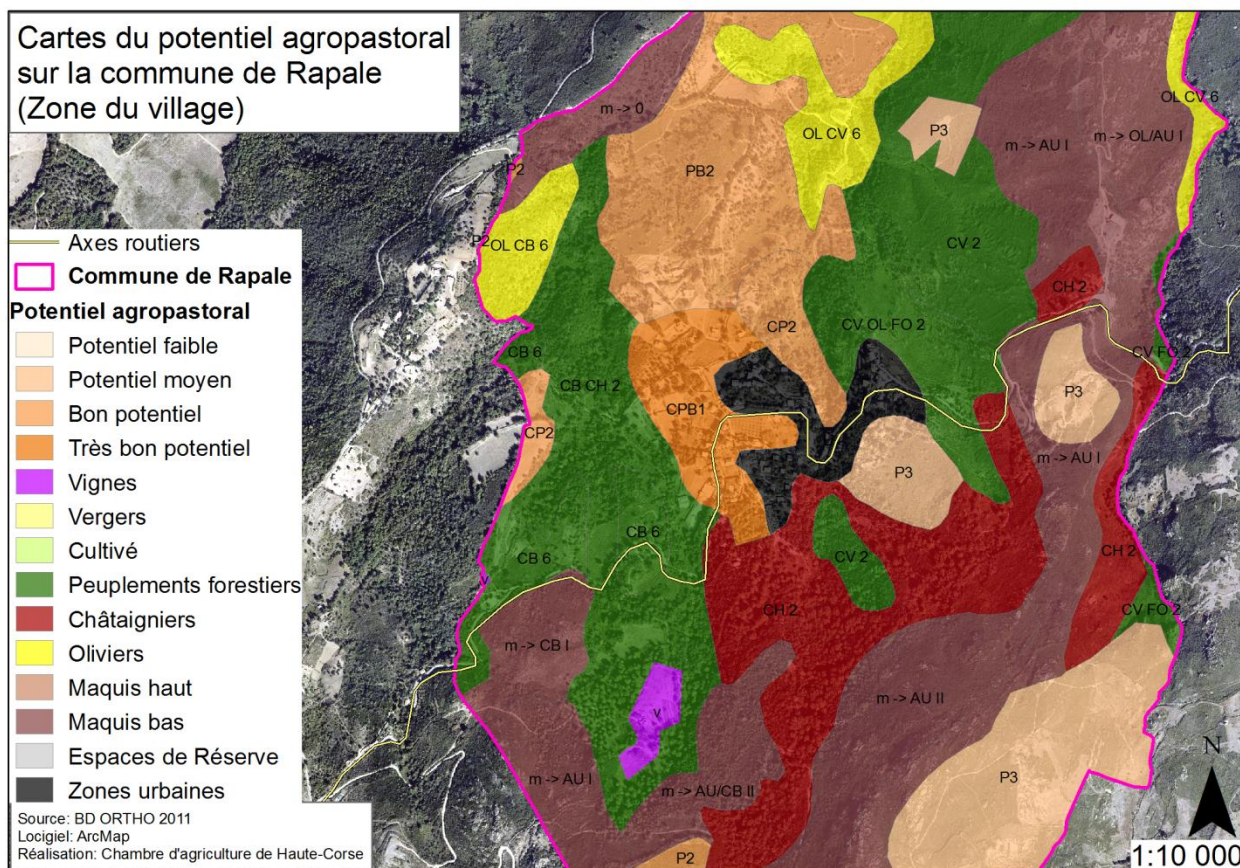 Cartes du potentiel agropastoral
sur la commune de Rapale
(Zone du village)
Axes routiers
Commune de Rapale
Potentiel agropastoral
Potentiel faible
Potentiel moyen
Bon potentiel
Très bon potentiel
Vignes
Vergers
Cultivé
Peuplements forestiers
Châtaigniers
Oliviers
Maquis haut
Maquis bas
Espaces de Réserve
Zones urbaines
Source: BD ORTHO 2011
Locigiel: ArcMap
Réalisation: Chambre d'agriculture de Haute-Corse
m -> 0
OL CV 6
P3
m -> AU I
m -> OL/AU I
OL CV 6
P2
PB2
P2
OL CB 6
CV 2
CH 2
CP2
CV OL FO 2
CV FO 2
CB 6
CB CH 2
P3
CPB1
CP2
m -> AU I
P3
CB 6
CB 6
CV 2
CH 2
V
CH 2
CV FO 2
m -> CB I
m -> AU II
V
m -> AU I
m -> AU/CB II
P3
P2
N
1:10 000